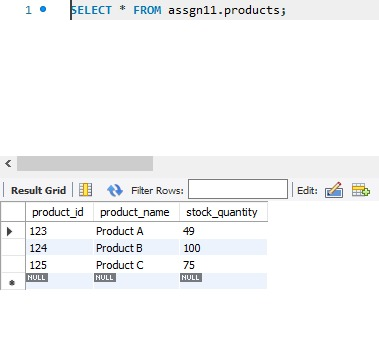 1 SELECT * FROM assgn11.products;
Result Grid Filter Rows: Edit:
product_id product_name stock_quantity
123 Product A 49
124 Product B 100
125 Product C 75
NULL NULL NULL